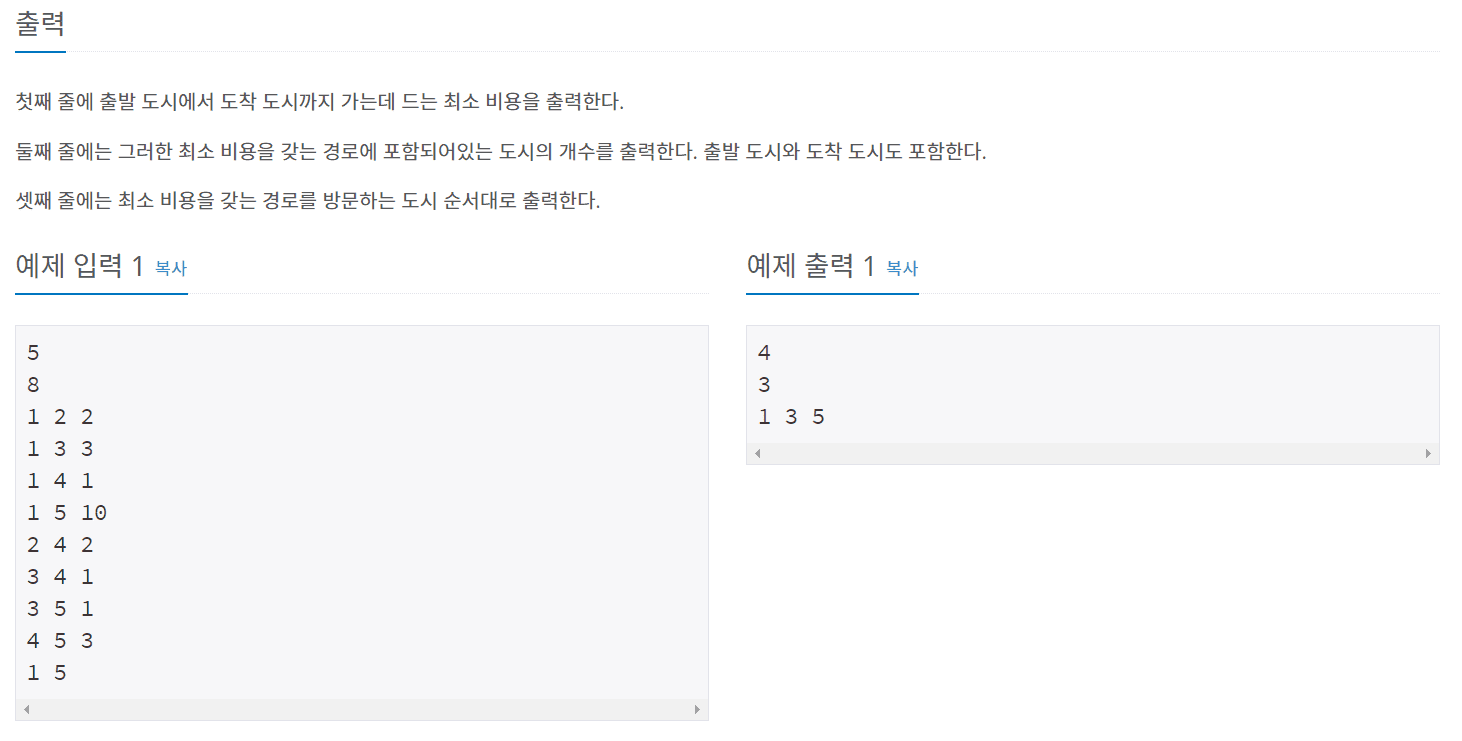 출력
첫째 줄에 출발 도시에서 도착 도시까지 가는데 드는 최소 비용을 출력한다.
둘째 줄에는 그러한 최소 비용을 갖는 경로에 포함되어있는 도시의 개수를 출력한다. 출발 도시와 도착 도시도 포함한다.
셋째 줄에는 최소 비용을 갖는 경로를 방문하는 도시 순서대로 출력한다.
예제 입력 1 복사
5
8
1 2 2
1 3 3
1 4 1
1 5 10
2 4 2
3 4 1
3 5 1
4 5 3
1 5
예제 출력 1 복사
4
3
1 3 5